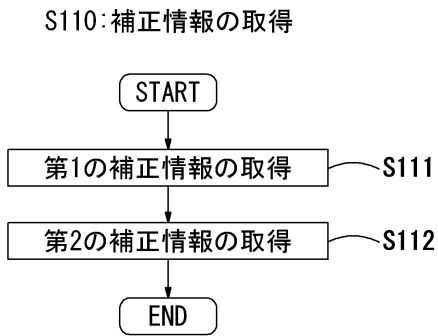 S110:補正情報の取得
START
第1の補正情報の取得
S111
第2の補正情報の取得
S112
END